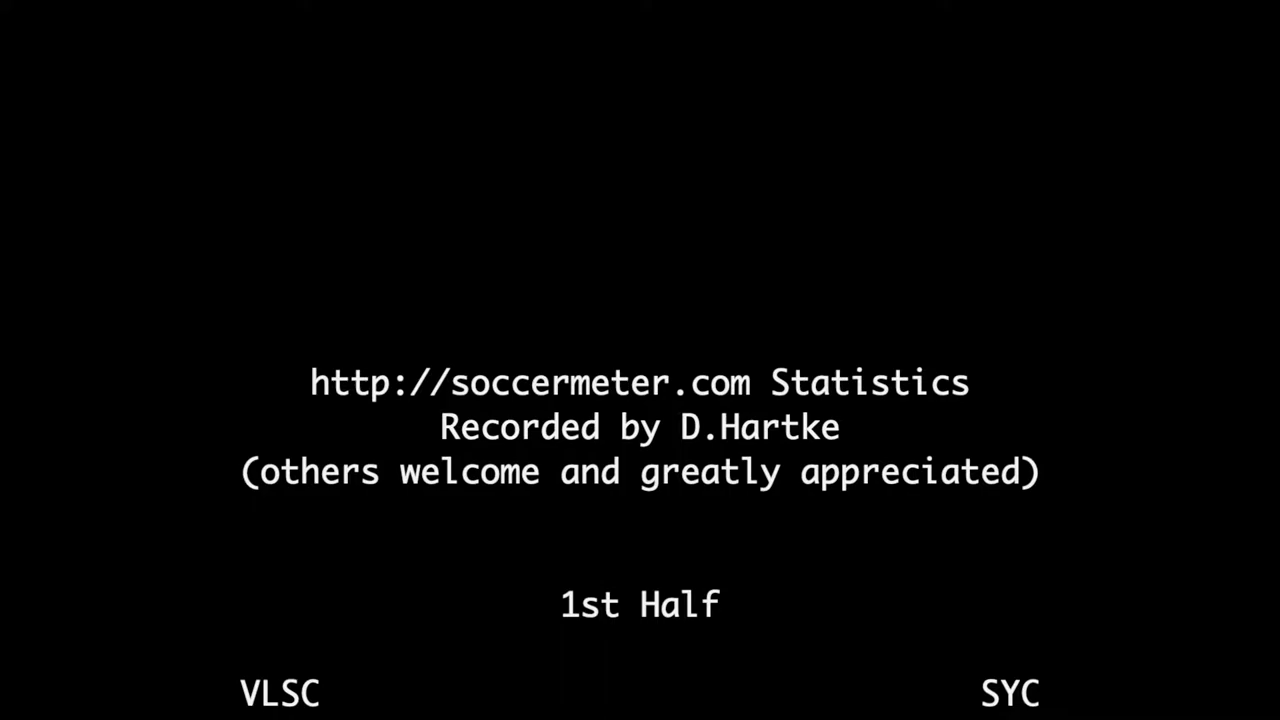 http://soccermeter.com Statistics
Recorded by D.Hartke
(others welcome and greatly appreciated)
1st Half
VLSC SYC